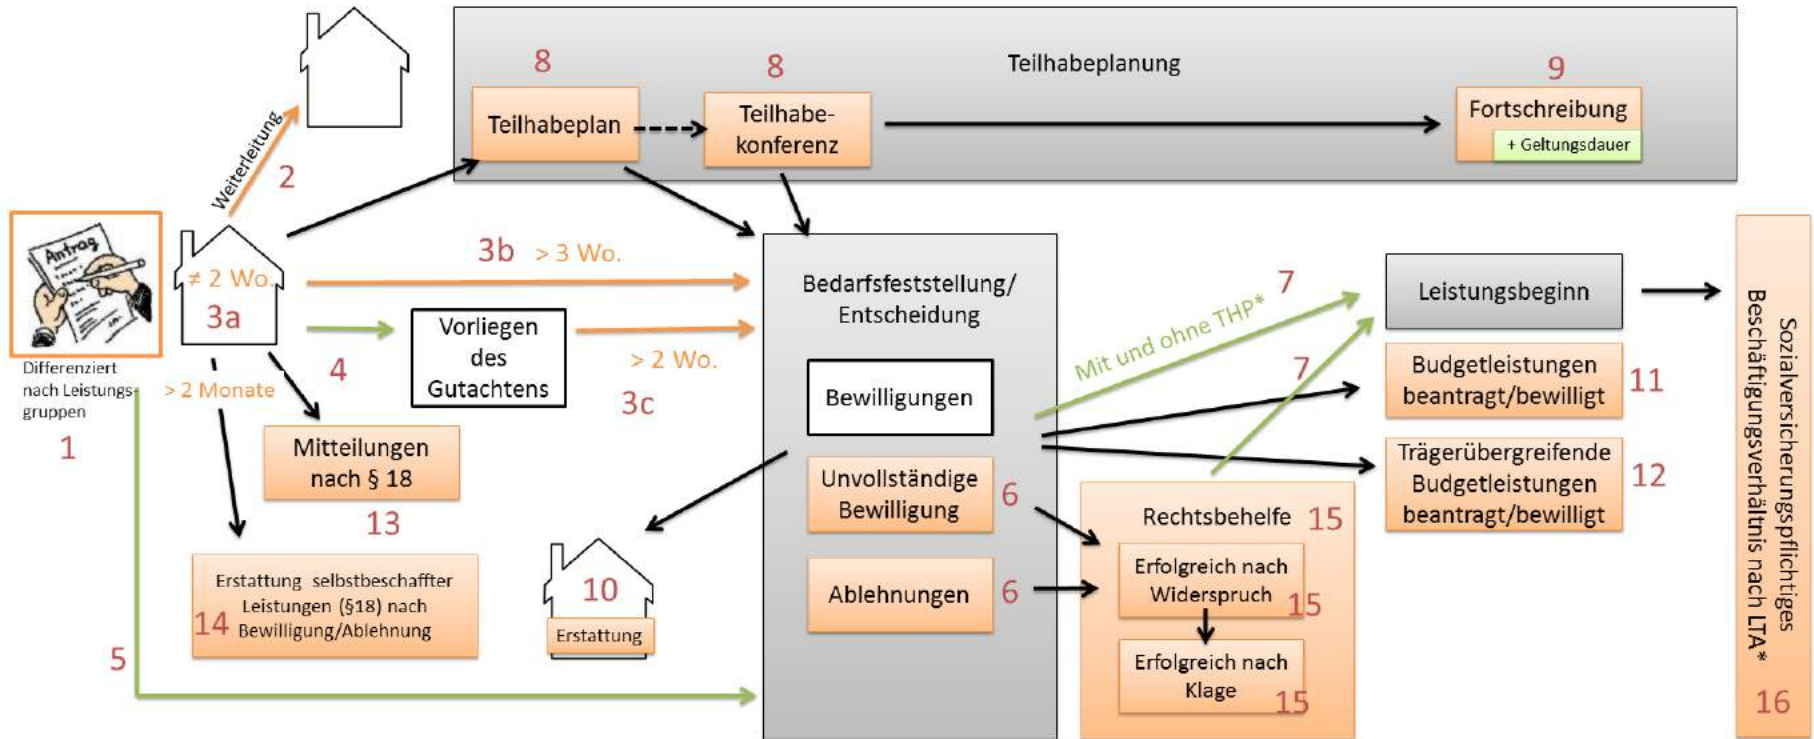 Teilhabeplanung
8
8
9
Teilhabeplan
Teilhabe-
konferenz
Fortschreibung
+ Geltungsdauer
Weiterleitung
2
Antrag
Differenziert
nach Leistungs-
gruppen
1
≠ 2 Wo.
3a
3b > 3 Wo.
4
Vorliegen
des
Gutachtens
> 2 Wo.
3c
> 2 Monate
Mitteilungen
nach § 18
13
Erstattung selbstbeschaffter
Leistungen (§18) nach
Bewilligung/Ablehnung
14
5
10
Erstattung
Bedarfsfeststellung/
Entscheidung
Bewilligungen
Unvollständige
Bewilligung
6
Ablehnungen
6
Mit und ohne THP*
7
7
Rechtsbehelfe 15
Erfolgreich nach
Widerspruch
15
Erfolgreich nach
Klage
15
Leistungsbeginn
Budgetleistungen
beantragt/bewilligt
11
Trägerübergreifende
Budgetleistungen
beantragt/bewilligt
12
Sozialversicherungspflichtiges
Beschäftigungsverhältnis nach LTA*
16